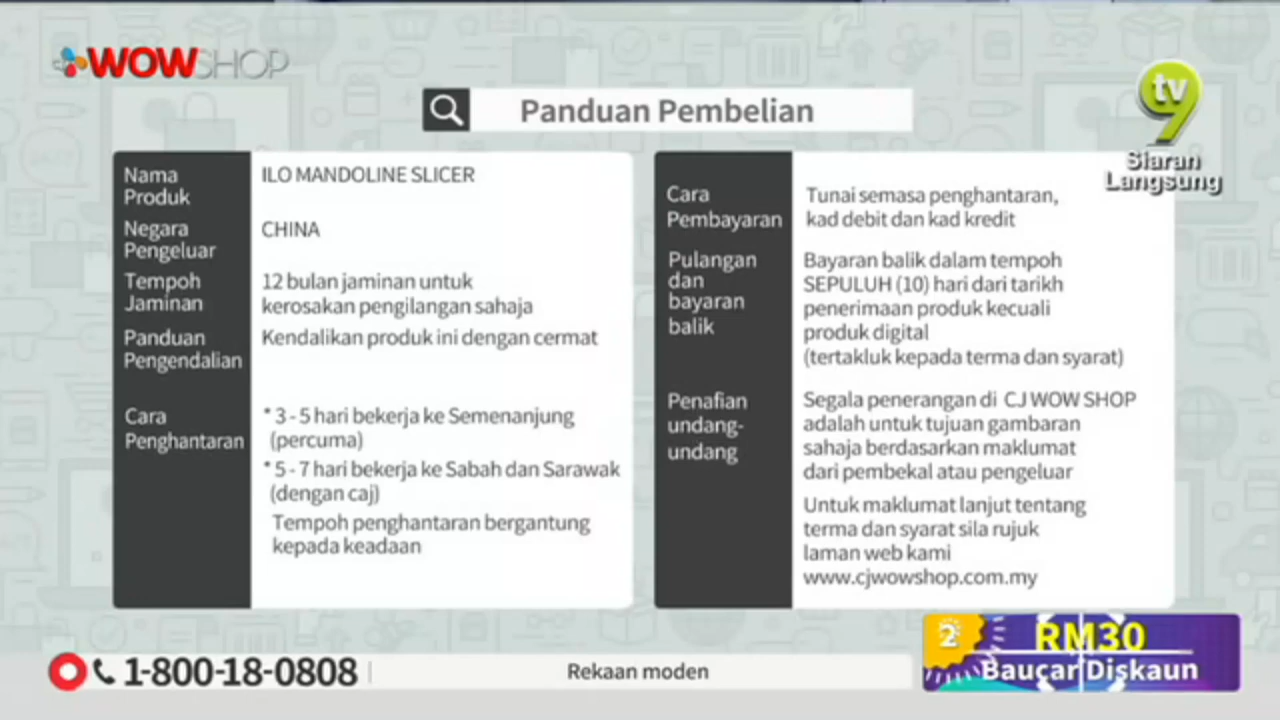 WOWSHOP
Panduan Pembelian
tv9
Siaran
Langsung
Nama
Produk
ILO MANDOLINE SLICER
Negara
Pengeluar
CHINA
Tempoh
Jaminan
12 bulan jaminan untuk
kerosakan pengilangan sahaja
Panduan
Pengendalian
Kendalikan produk ini dengan cermat
Cara
Penghantaran
* 3 - 5 hari bekerja ke Semenanjung
(percuma)
* 5 - 7 hari bekerja ke Sabah dan Sarawak
(dengan caj)
Tempoh penghantaran bergantung
kepada keadaan
Cara
Pembayaran
Tunai semasa penghantaran,
kad debit dan kad kredit
Pulangan
dan
bayaran
balik
Bayaran balik dalam tempoh
SEPULUH (10) hari dari tarikh
penerimaan produk kecuali
produk digital
(tertakluk kepada terma dan syarat)
Penafian
undang-
undang
Segala penerangan di CJ WOW SHOP
adalah untuk tujuan gambaran
sahaja berdasarkan maklumat
dari pembekal atau pengeluar
Untuk maklumat lanjut tentang
terma dan syarat sila rujuk
laman web kami
www.cjwowshop.com.my
1-800-18-0808
Rekaan moden
2
RM30
Baucar Diskaun